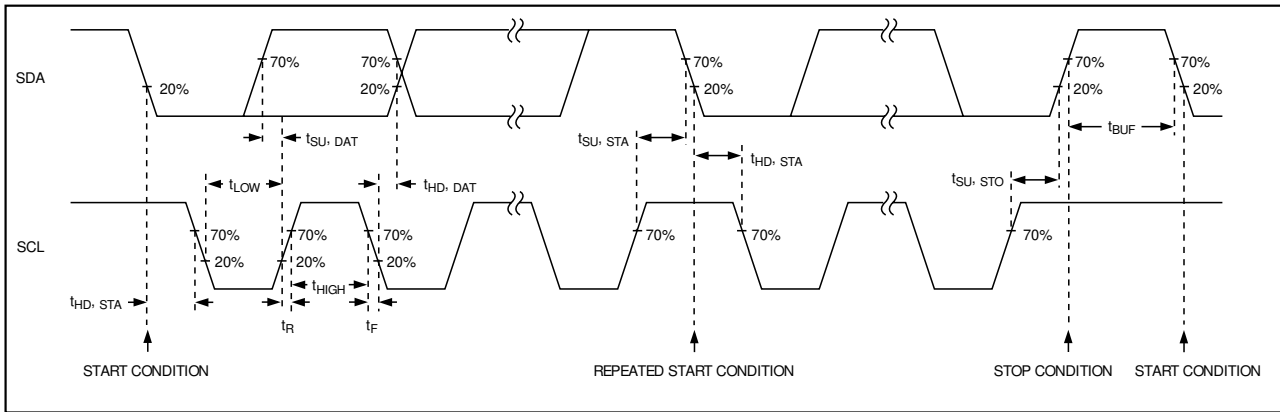 SDA
20%
70%
70%
20%
70%
20%
70%
20%
70%
20%
tSU, DAT
tSU, STA
tHD, STA
tBUF
tLOW
tHD, DAT
tSU, STO
SCL
70%
20%
70%
20%
70%
20%
70%
70%
70%
tHD, STA
tHIGH
tR
tF
START CONDITION
REPEATED START CONDITION
STOP CONDITION
START CONDITION